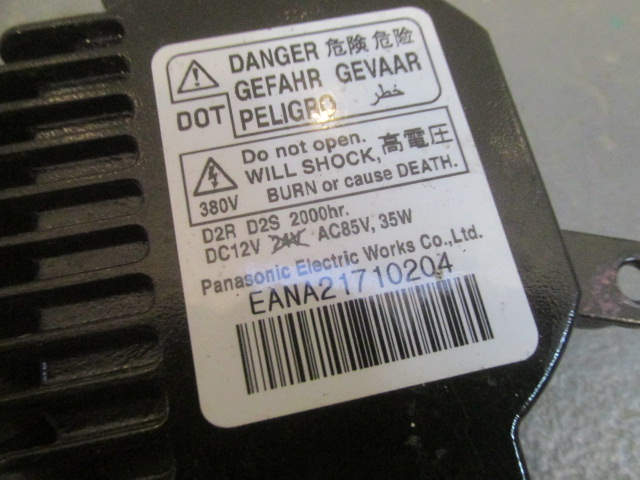 DANGER 危険 危险
GEFAHR GEVAAR
DOT PELIGRO خطر
Do not open.
WILL SHOCK, 高電圧
380V BURN or cause DEATH.
D2R D2S 2000hr.
DC12V 24V AC85V, 35W
Panasonic Electric Works Co.,Ltd.
EANA21710204